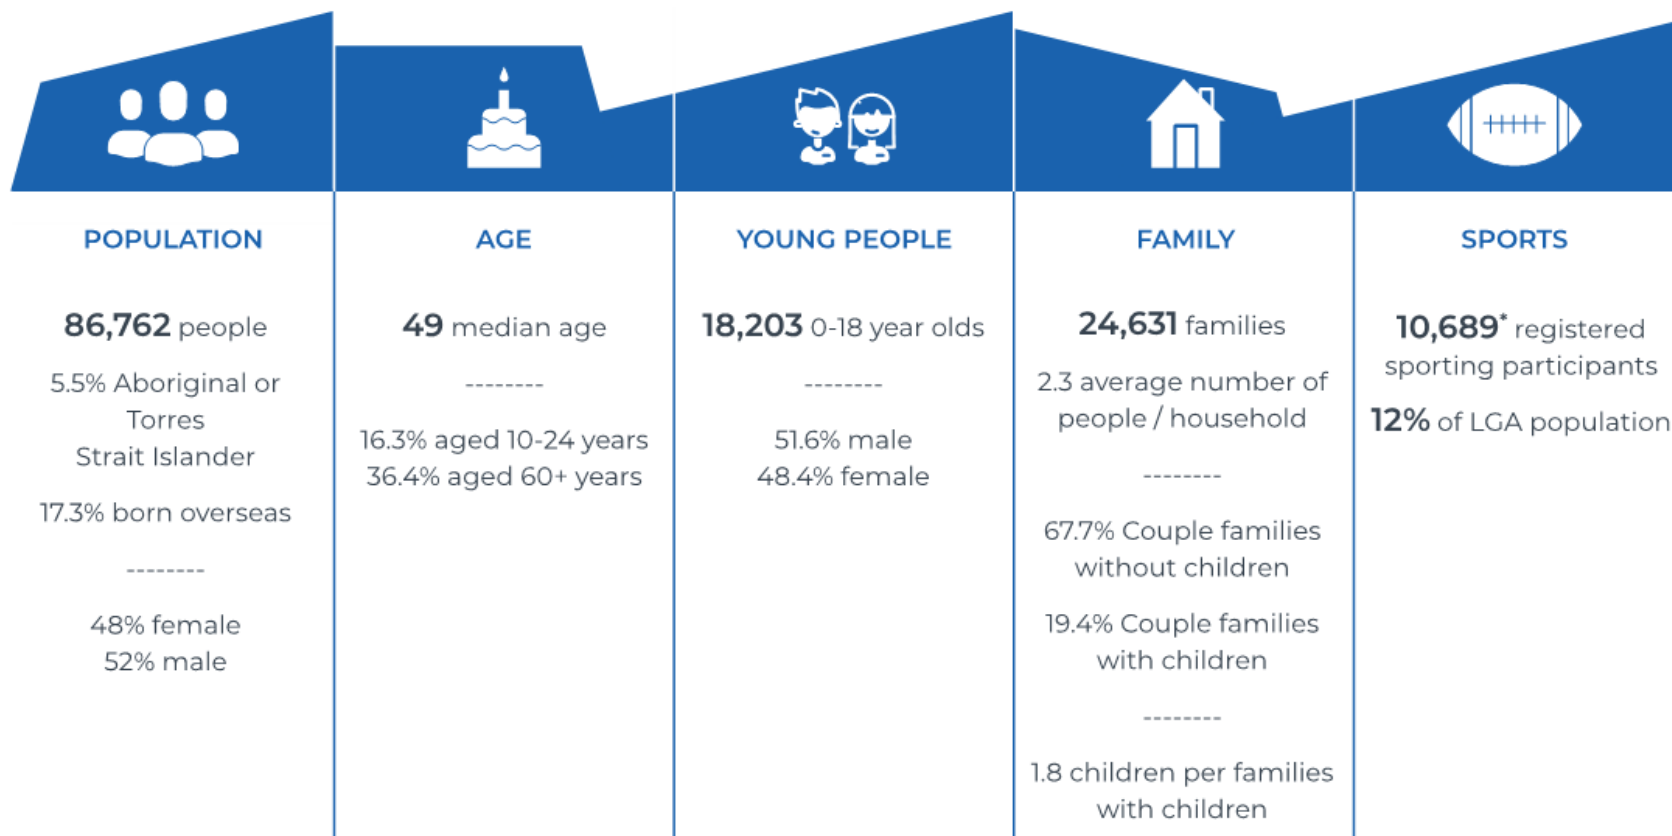 POPULATION
86,762 people
5.5% Aboriginal or
Torres
Strait Islander
17.3% born overseas
--------
48% female
52% male
AGE
49 median age
--------
16.3% aged 10-24 years
36.4% aged 60+ years
YOUNG PEOPLE
18,203 0-18 year olds
--------
51.6% male
48.4% female
FAMILY
24,631 families
2.3 average number of
people / household
--------
67.7% Couple families
without children
19.4% Couple families
with children
--------
1.8 children per families
with children
SPORTS
10,689* registered
sporting participants
12% of LGA population